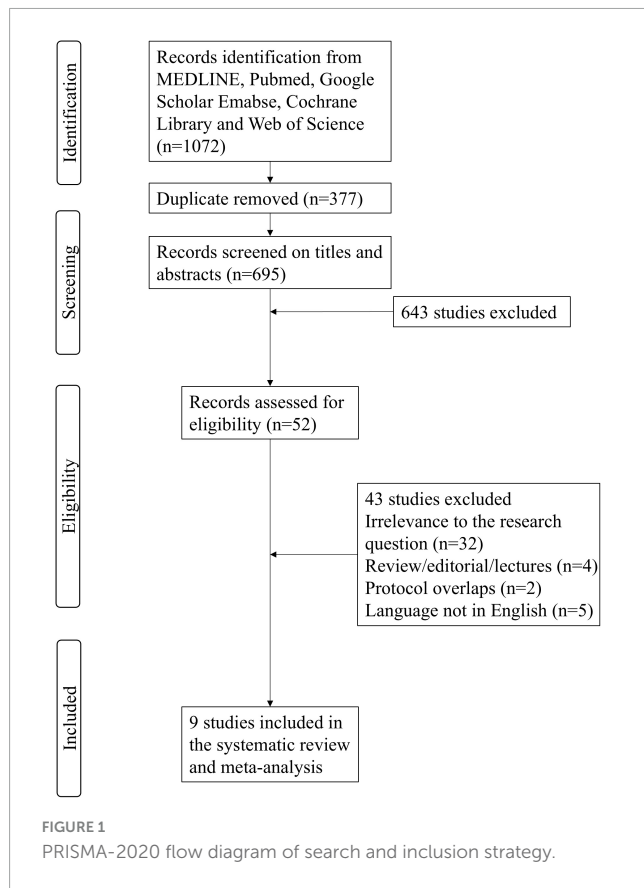 Identification
Records identification from
MEDLINE, Pubmed, Google
Scholar Emabse, Cochrane
Library and Web of Science
(n=1072)
Duplicate removed (n=377)
Screening
Records screened on titles and
abstracts (n=695)
643 studies excluded
Eligibility
Records assessed for
eligibility (n=52)
43 studies excluded
Irrelevance to the research
question (n=32)
Review/editorial/lectures (n=4)
Protocol overlaps (n=2)
Language not in English (n=5)
Included
9 studies included in
the systematic review
and meta-analysis
FIGURE 1
PRISMA-2020 flow diagram of search and inclusion strategy.